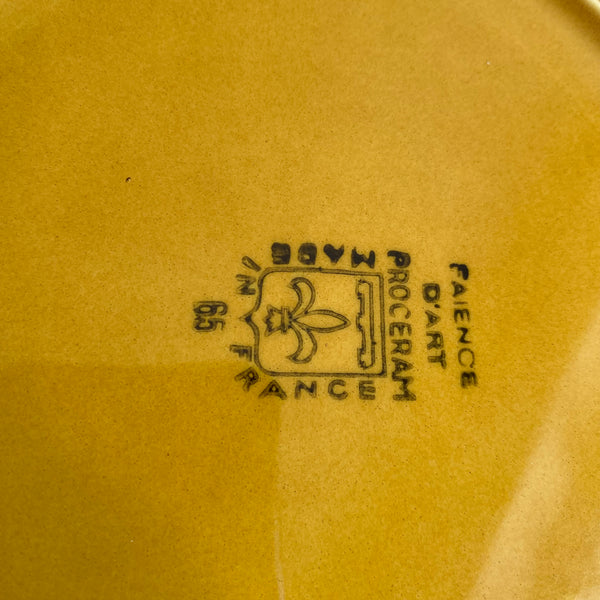 FAIENCE
D'ART
PROCERAM
MADE
IN FRANCE
65